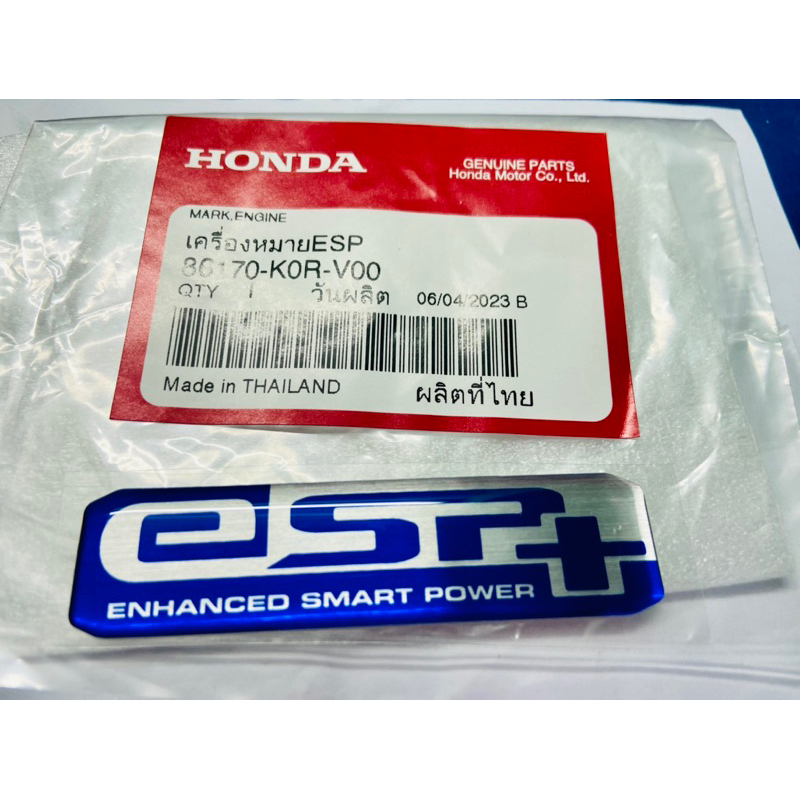 HONDA
GENUINE PARTS
Honda Motor Co., Ltd.
MARK,ENGINE
เครื่องหมายESP
86170-K0R-V00
QTY 1 วันผลิต 06/04/2023 B
Made in THAILAND ผลิตที่ไทย
eSP+
ENHANCED SMART POWER